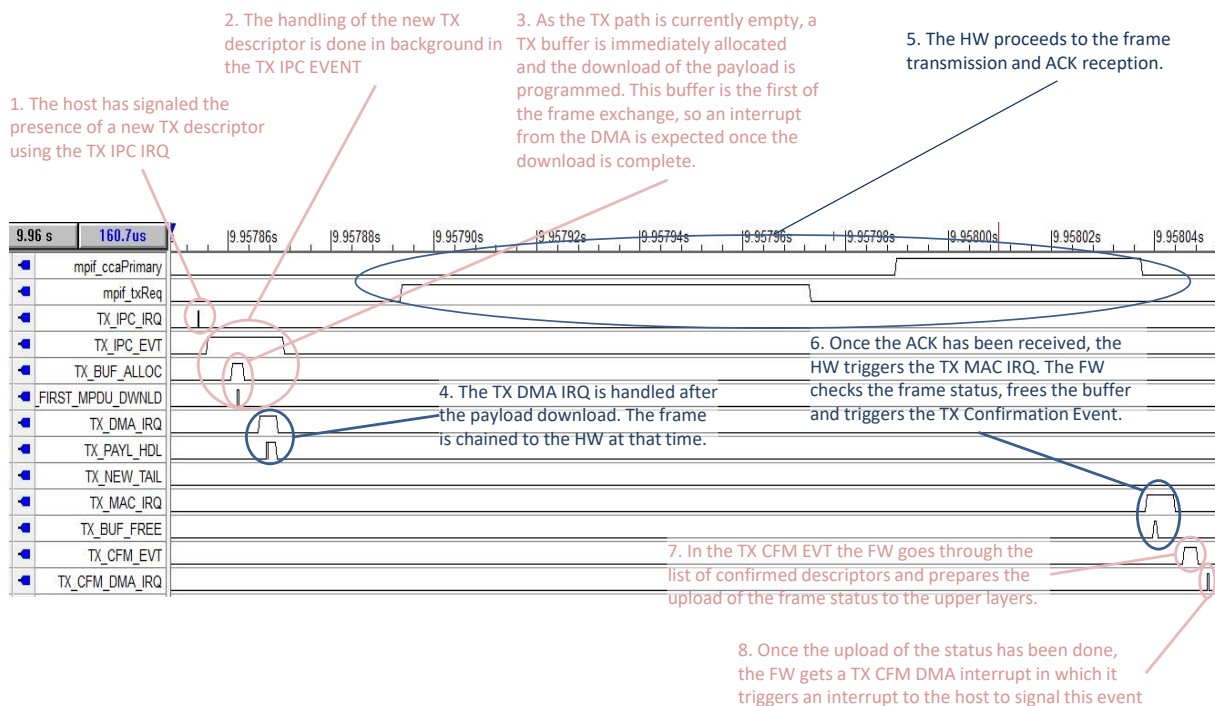 2. The handling of the new TX
descriptor is done in background in
the TX IPC EVENT
3. As the TX path is currently empty, a
TX buffer is immediately allocated
and the download of the payload is
programmed. This buffer is the first of
the frame exchange, so an interrupt
from the DMA is expected once the
download is complete.
5. The HW proceeds to the frame
transmission and ACK reception.
1. The host has signaled the
presence of a new TX descriptor
using the TX IPC IRQ
9.96 s 160.7us 9.95786s 9.95788s 9.95790s 9.95792s 9.95794s 9.95796s 9.95798s 9.95800s 9.95802s 9.95804s
mpif_ccaPrimary
mpif_txReq
TX_IPC_IRQ
TX_IPC_EVT
TX_BUF_ALLOC
_FIRST_MPDU_DWNLD
TX_DMA_IRQ
TX_PAYL_HDL
TX_NEW_TAIL
TX_MAC_IRQ
TX_BUF_FREE
TX_CFM_EVT
TX_CFM_DMA_IRQ
4. The TX DMA IRQ is handled after
the payload download. The frame
is chained to the HW at that time.
6. Once the ACK has been received, the
HW triggers the TX MAC IRQ. The FW
checks the frame status, frees the buffer
and triggers the TX Confirmation Event.
7. In the TX CFM EVT the FW goes through the
list of confirmed descriptors and prepares the
upload of the frame status to the upper layers.
8. Once the upload of the status has been done,
the FW gets a TX CFM DMA interrupt in which it
triggers an interrupt to the host to signal this event